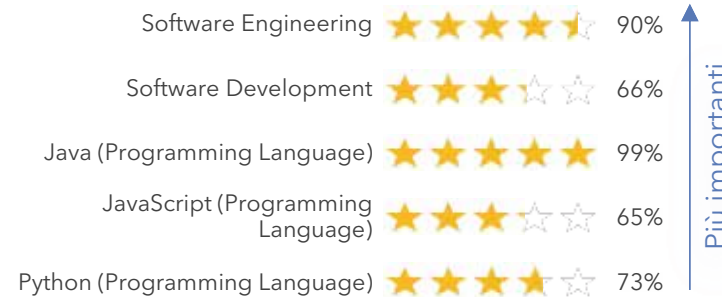 Software Engineering 90%
Software Development 66%
Java (Programming Language) 99%
JavaScript (Programming
Language) 65%
Python (Programming Language) 73%
Più importanti